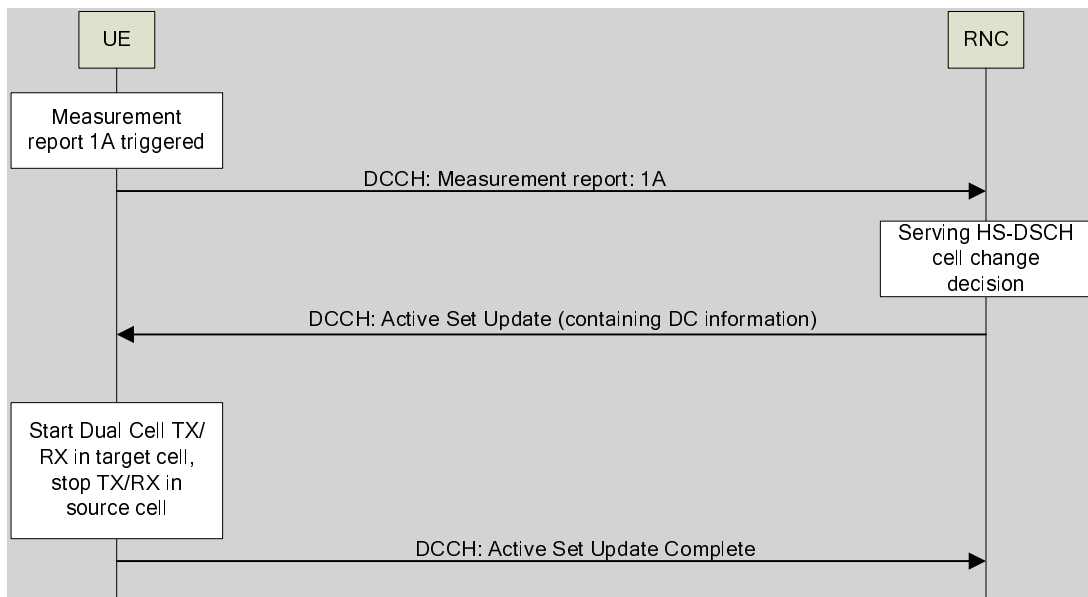 UE
RNC
Measurement
report 1A triggered
DCCH: Measurement report: 1A
Serving HS-DSCH
cell change
decision
DCCH: Active Set Update (containing DC information)
Start Dual Cell TX/
RX in target cell,
stop TX/RX in
source cell
DCCH: Active Set Update Complete